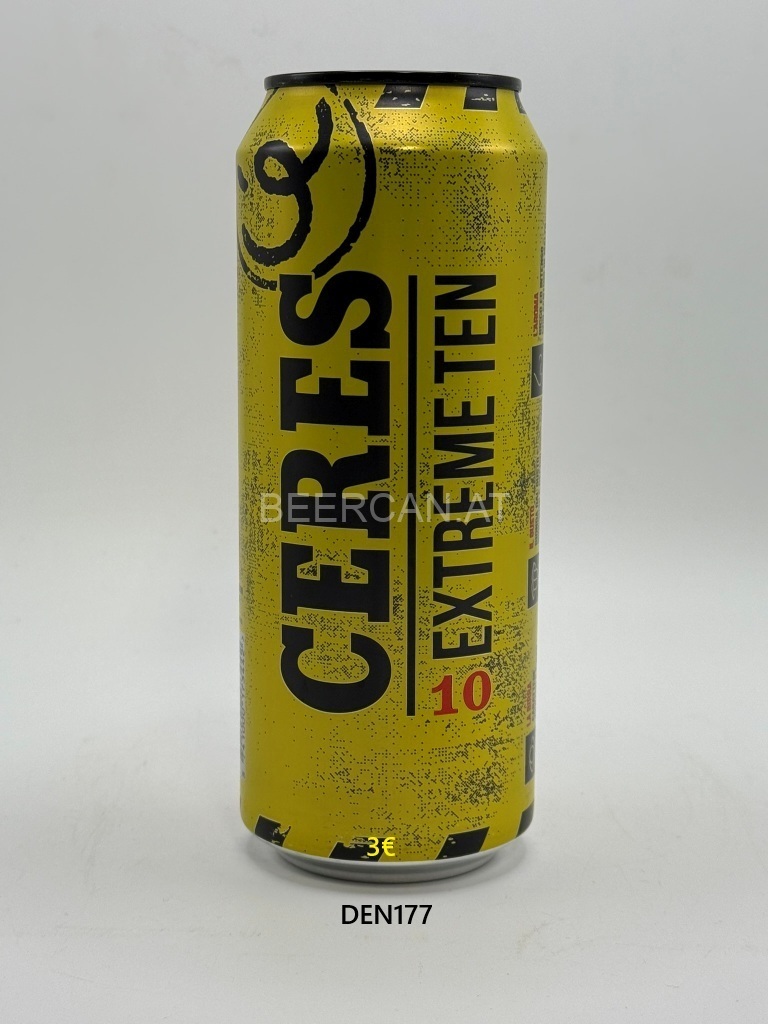 CERES
EXTREME TEN
10
BEERCAN.AT
3€
DEN177